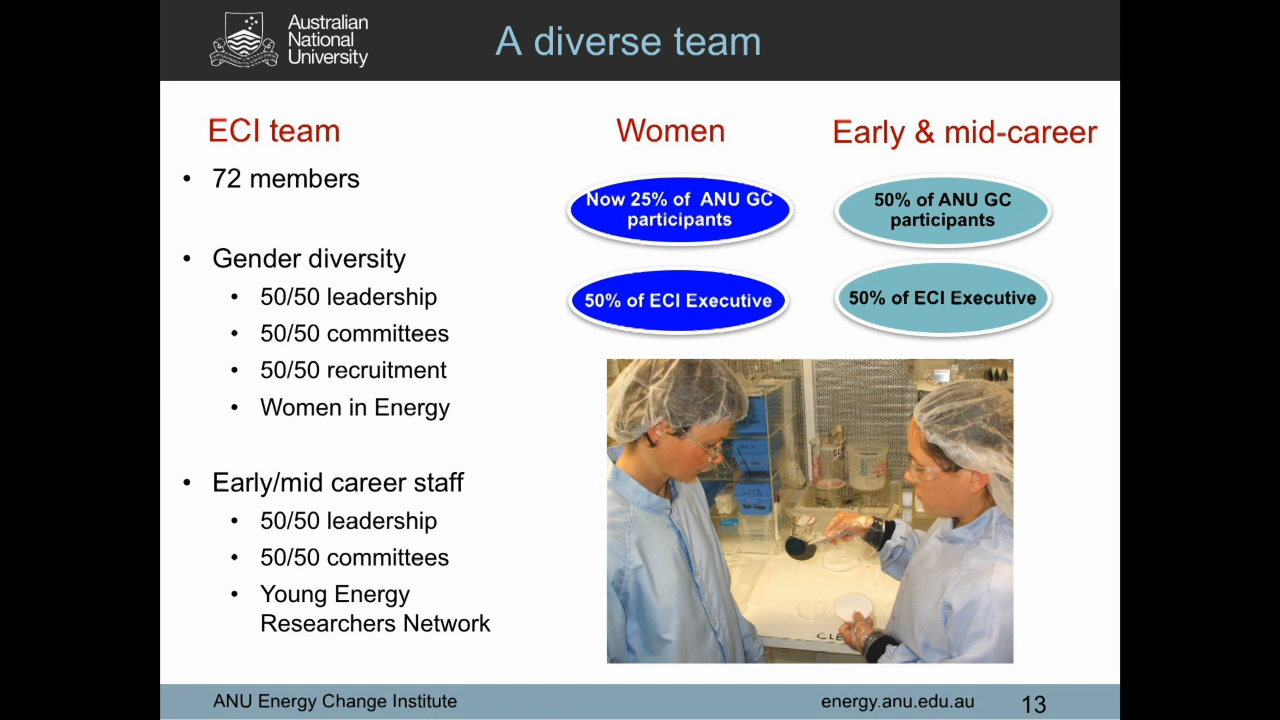 Australian
National
University
A diverse team
ECI team
• 72 members
• Gender diversity
• 50/50 leadership
• 50/50 committees
• 50/50 recruitment
• Women in Energy
• Early/mid career staff
• 50/50 leadership
• 50/50 committees
• Young Energy
Researchers Network
Women
Now 25% of ANU GC
participants
50% of ECI Executive
Early & mid-career
50% of ANU GC
participants
50% of ECI Executive
ANU Energy Change Institute
energy.anu.edu.au
13